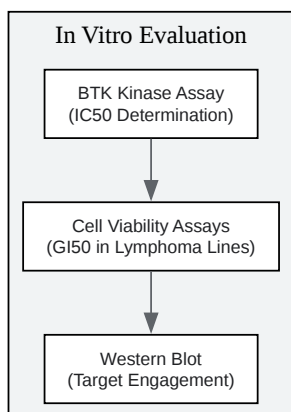 In Vitro Evaluation
BTK Kinase Assay
(IC50 Determination)
Cell Viability Assays
(GI50 in Lymphoma Lines)
Western Blot
(Target Engagement)